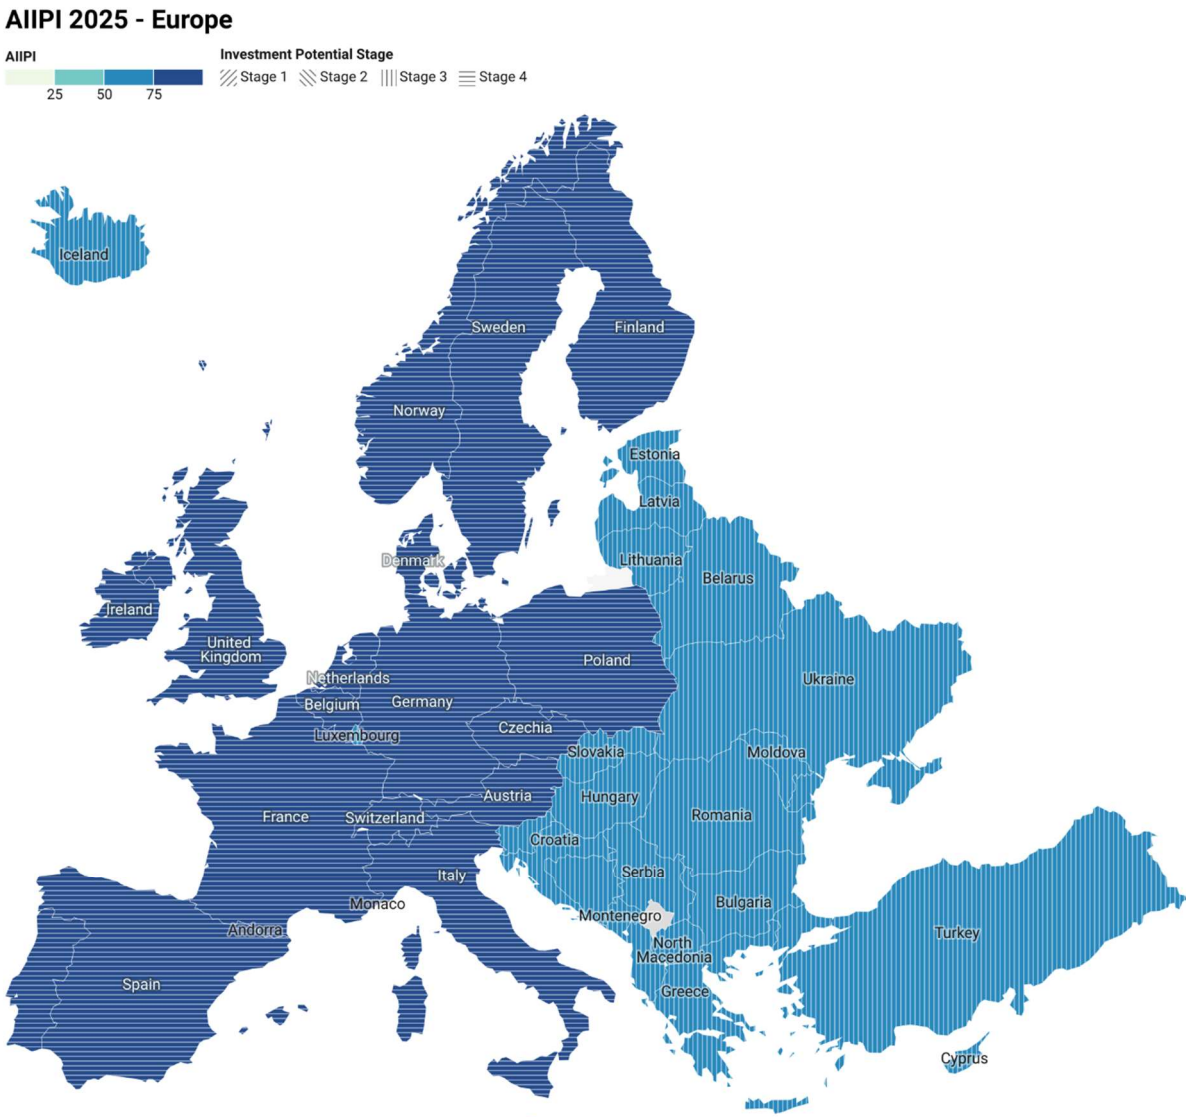 AIIPI 2025 - Europe
AIIPI
Investment Potential Stage
Stage 1 Stage 2 Stage 3 Stage 4
25 50 75
Iceland
Sweden
Finland
Norway
Estonia
Latvia
Denmark
Lithuania
Belarus
Ireland
United
Kingdom
Poland
Netherlands
Ukraine
Belgium
Germany
Czechia
Luxembourg
Slovakia
Moldova
Austria
Hungary
France
Switzerland
Romania
Croatia
Italy
Serbia
Monaco
Bulgaria
Montenegro
Andorra
Turkey
North
Macedonia
Spain
Greece
Cyprus